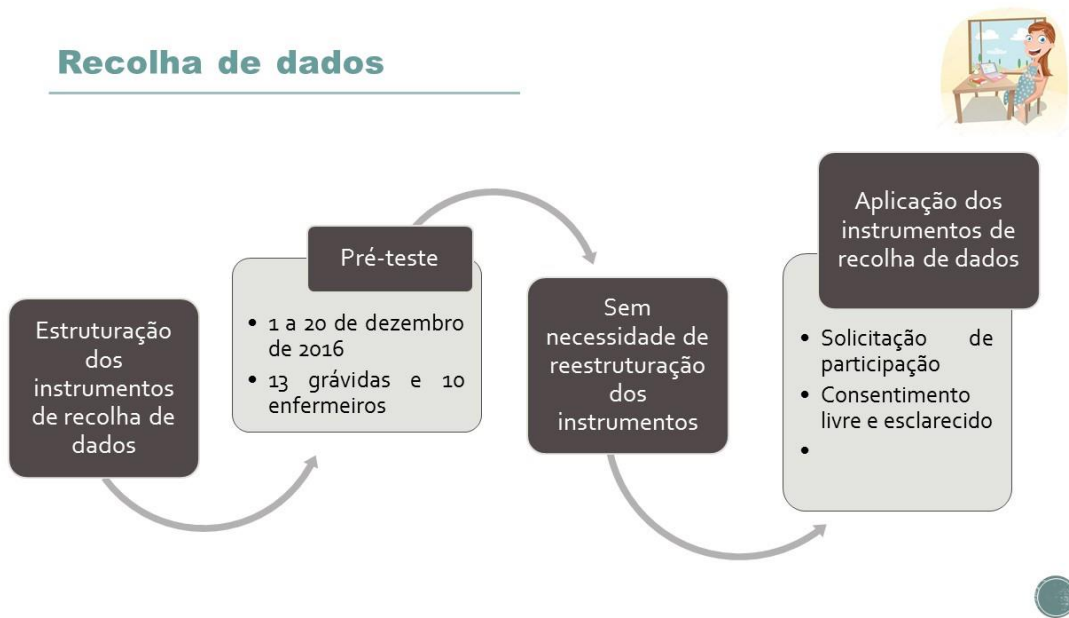 Recolha de dados
Estruturação
dos
instrumentos
de recolha de
dados
Pré-teste
• 1 a 20 de dezembro
de 2016
• 13 grávidas e 10
enfermeiros
Sem
necessidade de
reestruturação
dos
instrumentos
Aplicação dos
instrumentos de
recolha de dados
• Solicitação de
participação
• Consentimento
livre e esclarecido
•